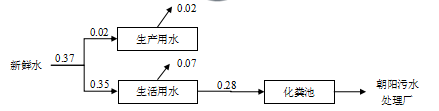 0.02
0.02
生产用水
新鲜水
0.37
0.07
0.35
生活用水
0.28
化粪池
朝阳污水
处理厂